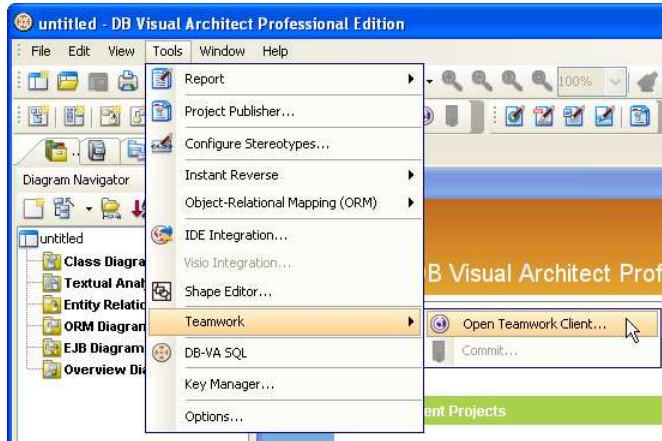 untitled - DB Visual Architect Professional Edition
File Edit View Tools Window Help
Report
100%
Project Publisher...
Configure Stereotypes...
Diagram Navigator
Instant Reverse
Object-Relational Mapping (ORM)
untitled
IDE Integration...
Class Diagra
Visio Integration...
DB Visual Architect Prof
Textual Anal
Shape Editor...
Entity Relatio
ORM Diagran
Teamwork
Open Teamwork Client...
EJB Diagram
DB-VA SQL
Commit...
Overview Dia
Key Manager...
Options...
ent Projects